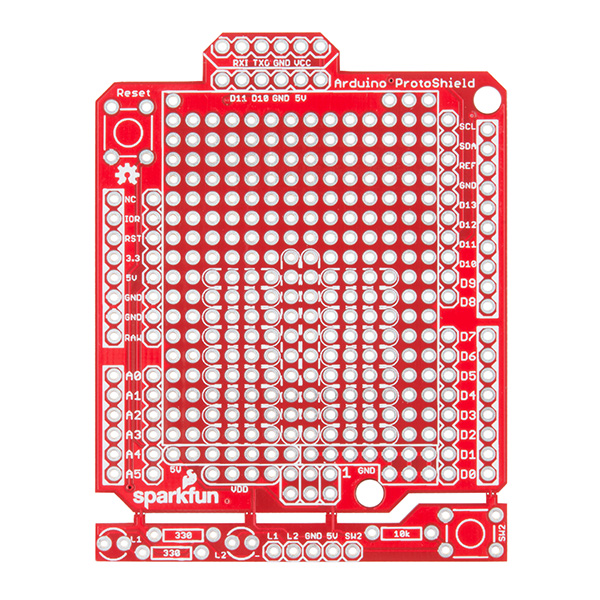 RXI TXO GND VCC
Arduino ProtoShield
D11 D10 GND 5V
Reset
SCL
SDA
REF
GND
D13
D12
D11
D10
D9
D8
NC
IOR
RST
3.3
5V
GND
GND
RAW
D7
D6
D5
D4
D3
D2
D1
D0
A0
A1
A2
A3
A4
A5
5V
VDD
1 GND
sparkfun
L1
330
330
L2
L1 L2 GND 5V SW2
10k
SW2